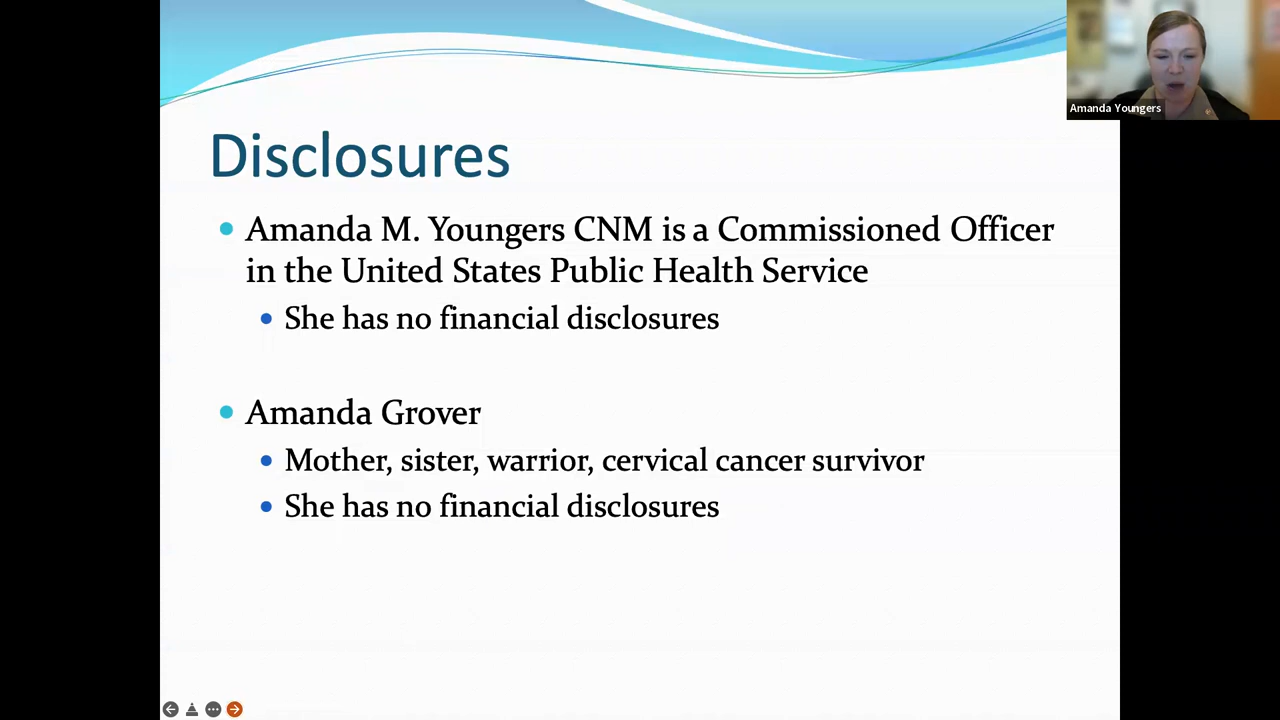 Amanda Youngers
Disclosures
Amanda M. Youngers CNM is a Commissioned Officer
in the United States Public Health Service
She has no financial disclosures
Amanda Grover
Mother, sister, warrior, cervical cancer survivor
She has no financial disclosures